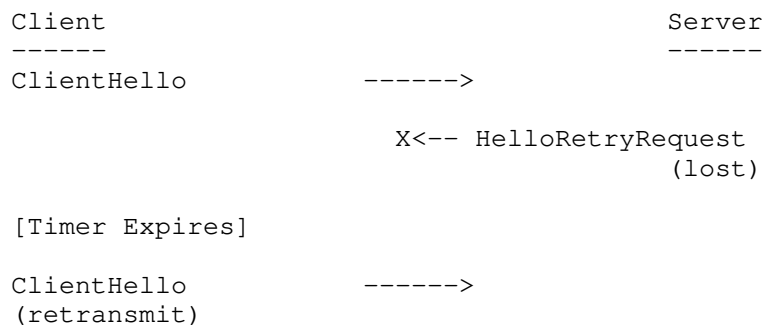 Client                                   Server
------                                   ------
ClientHello           ------>

                        X<-- HelloRetryRequest
                                         (lost)

[Timer Expires]

ClientHello           ------>
(retransmit)